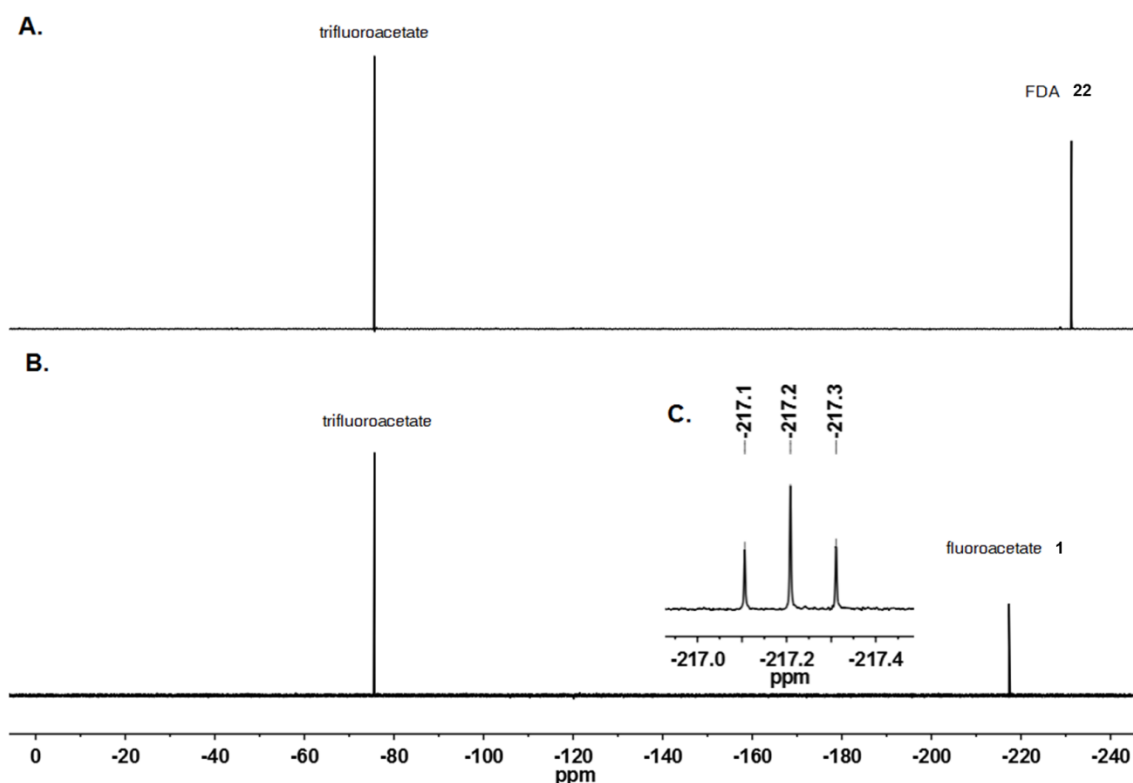 A.
trifluoroacetate
FDA 22
B.
trifluoroacetate
C.
-217.1
-217.2
-217.3
fluoroacetate 1
-217.0 -217.2 -217.4
ppm
0 -20 -40 -60 -80 -100 -120 -140 -160 -180 -200 -220 -240
ppm